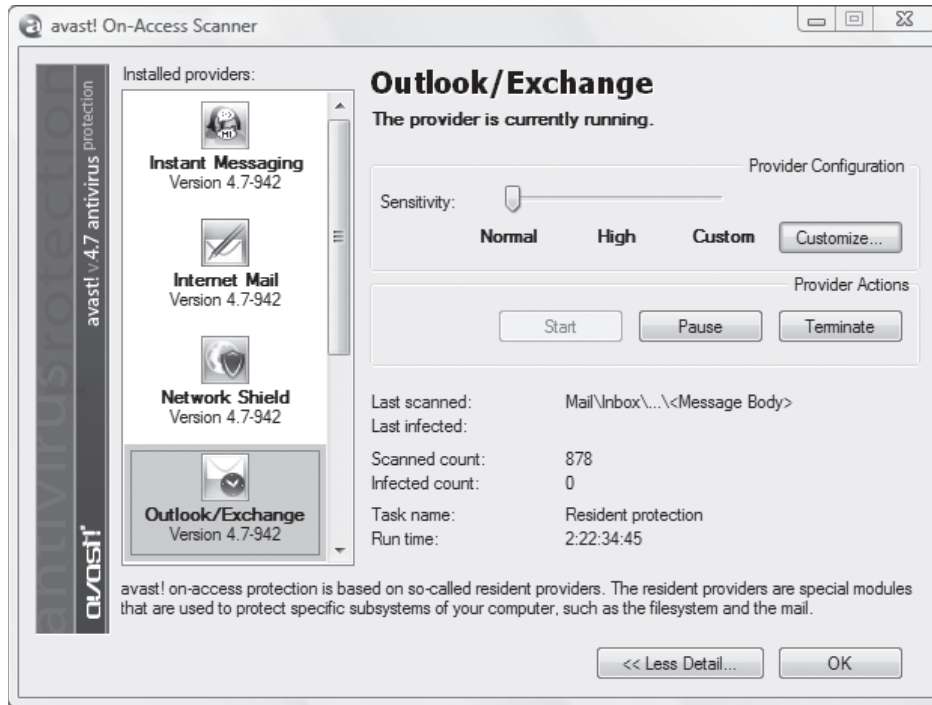 avast! On-Access Scanner
antivirus protection
avast! v.4.7 antivirus protection
avast!
Installed providers:
Instant Messaging
Version 4.7-942
Internet Mail
Version 4.7-942
Network Shield
Version 4.7-942
Outlook/Exchange
Version 4.7-942
Outlook/Exchange
The provider is currently running.
Provider Configuration
Sensitivity:
Normal High Custom Customize...
Provider Actions
Start Pause Terminate
Last scanned: Mail\Inbox\...\<Message Body>
Last infected:
Scanned count: 878
Infected count: 0
Task name: Resident protection
Run time: 2:22:34:45
avast! on-access protection is based on so-called resident providers. The resident providers are special modules
that are used to protect specific subsystems of your computer, such as the filesystem and the mail.
<< Less Detail... OK